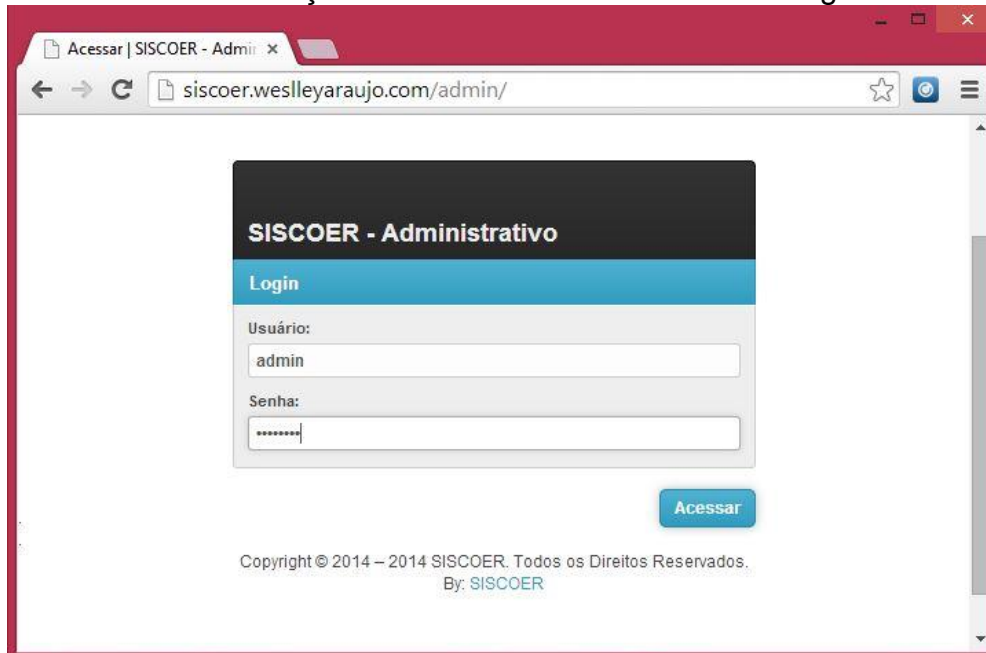 Acessar | SISCOER - Admi
siscoer.weslleyaraujo.com/admin/
SISCOER - Administrativo
Login
Usuário:
admin
Senha:
••••••••
Acessar
Copyright © 2014 – 2014 SISCOER. Todos os Direitos Reservados.
By: SISCOER